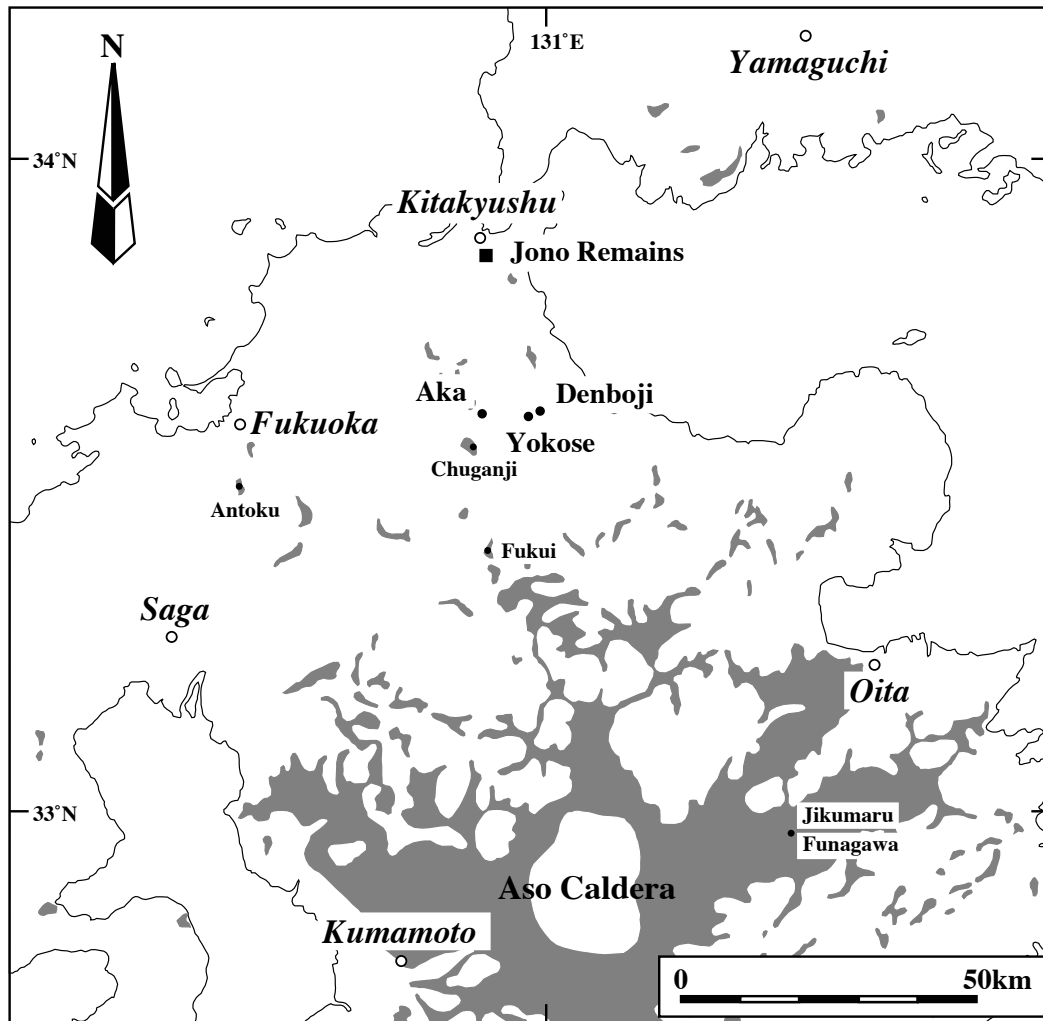 131°E
N
Yamaguchi
34°N
Kitakyushu
Jono Remains
Aka
Denboji
Fukuoka
Yokose
Chuganji
Antoku
Fukui
Saga
Oita
33°N
Jikumaru
Funagawa
Aso Caldera
Kumamoto
0 50km